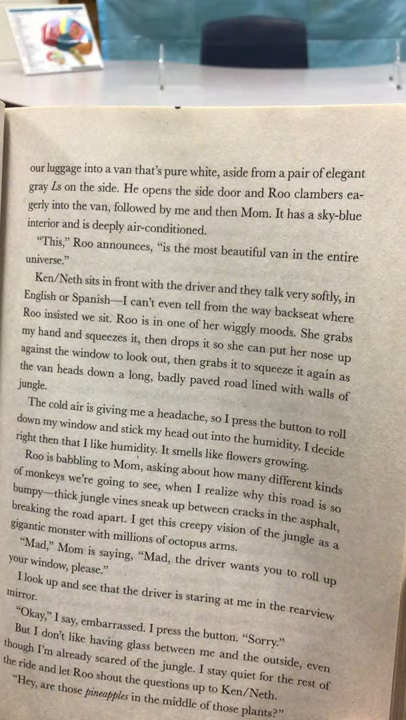 our luggage into a van that's pure white, aside from a pair of elegant
gray Ls on the side. He opens the side door and Roo clambers ea-
gerly into the van, followed by me and then Mom. It has a sky-blue
interior and is deeply air-conditioned.
"This," Roo announces, "is the most beautiful van in the entire
universe."
Ken/Neth sits in front with the driver and they talk very softly, in
English or Spanish—I can't even tell from the way backseat where
Roo insisted we sit. Roo is in one of her wiggly moods. She grabs
my hand and squeezes it, then drops it so she can put her nose up
against the window to look out, then grabs it to squeeze it again as
the van heads down a long, badly paved road lined with walls of
jungle.
The cold air is giving me a headache, so I press the button to roll
down my window and stick my head out into the humidity. I decide
right then that I like humidity. It smells like flowers growing.
Roo is babbling to Mom, asking about how many different kinds
of monkeys we're going to see, when I realize why this road is so
bumpy—thick jungle vines sneak up between cracks in the asphalt,
breaking the road apart. I get this creepy vision of the jungle as a
gigantic monster with millions of octopus arms.
"Mad," Mom is saying, "Mad, the driver wants you to roll up
your window, please."
I look up and see that the driver is staring at me in the rearview
mirror.
"Okay," I say, embarrassed. I press the button. "Sorry."
But I don't like having glass between me and the outside, even
though I'm already scared of the jungle. I stay quiet for the rest of
the ride and let Roo shout the questions up to Ken/Neth.
"Hey, are those pineapples in the middle of those plants?"